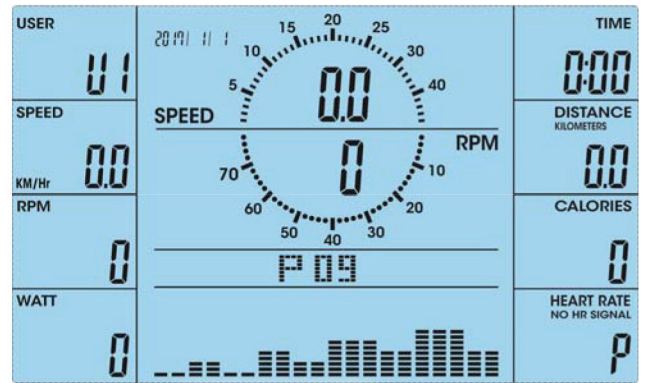 USER
U1
SPEED
KM/Hr 0.0
RPM
0
WATT
0
2017/ 1/ 1
5 10 15 20 25 30 40
SPEED 0.0
RPM 0
10 20 30 40 50 60 70
P 09
TIME
0:00
DISTANCE
KILOMETERS
0.0
CALORIES
0
HEART RATE
NO HR SIGNAL
P